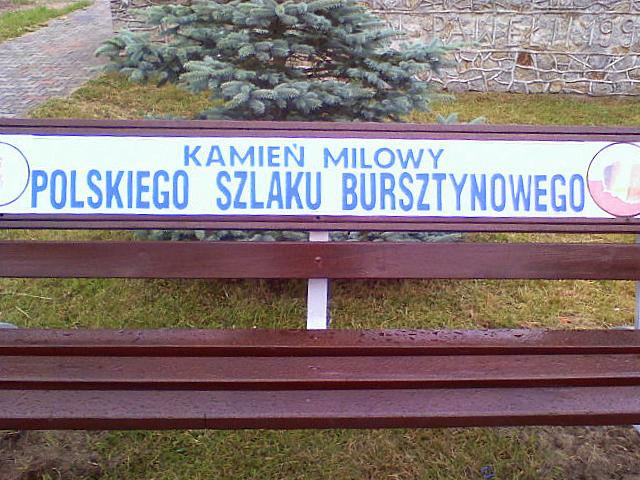 KAMIEŃ MILOWY
POLSKIEGO SZLAKU BURSZTYNOWEGO